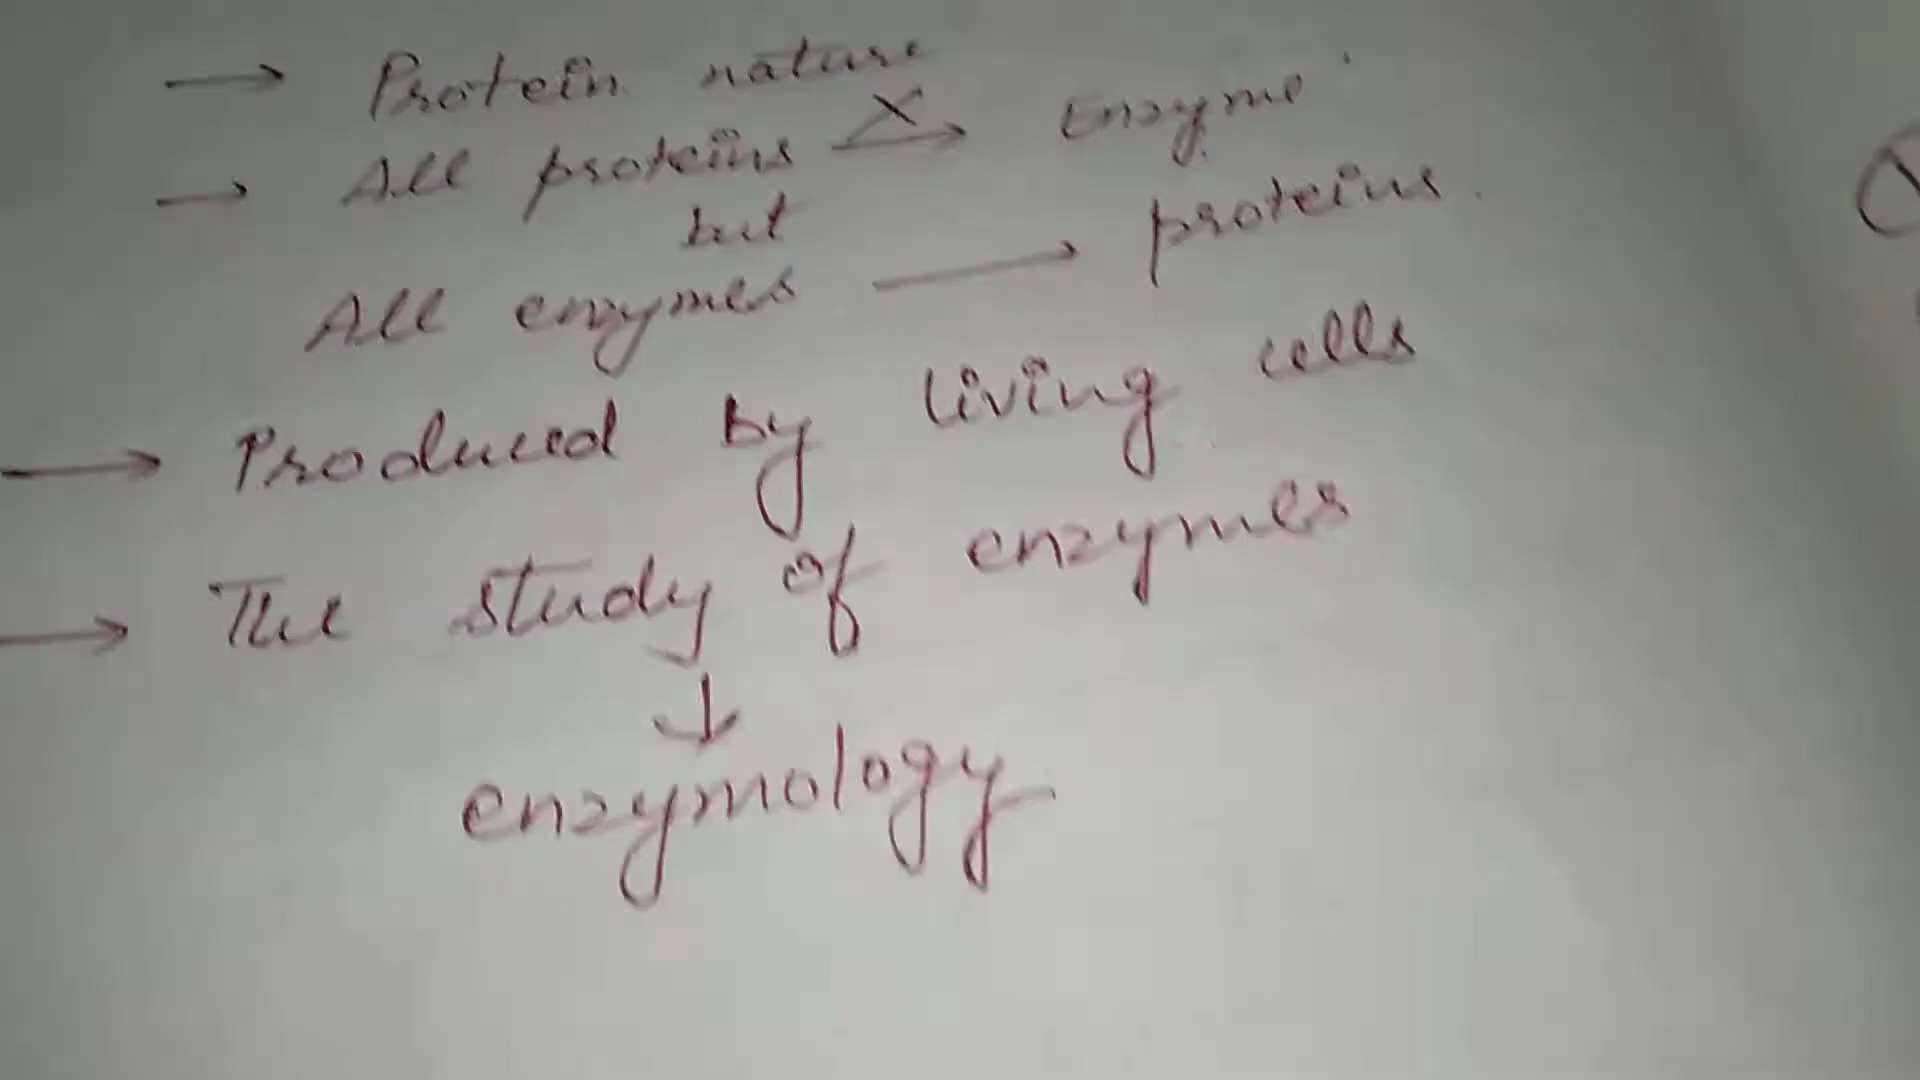 → Protein nature
→ All proteins X→ Enzyme
but
All enzymes → proteins.
→ Produced by living cells
→ The study of enzymes
↓
enzymology